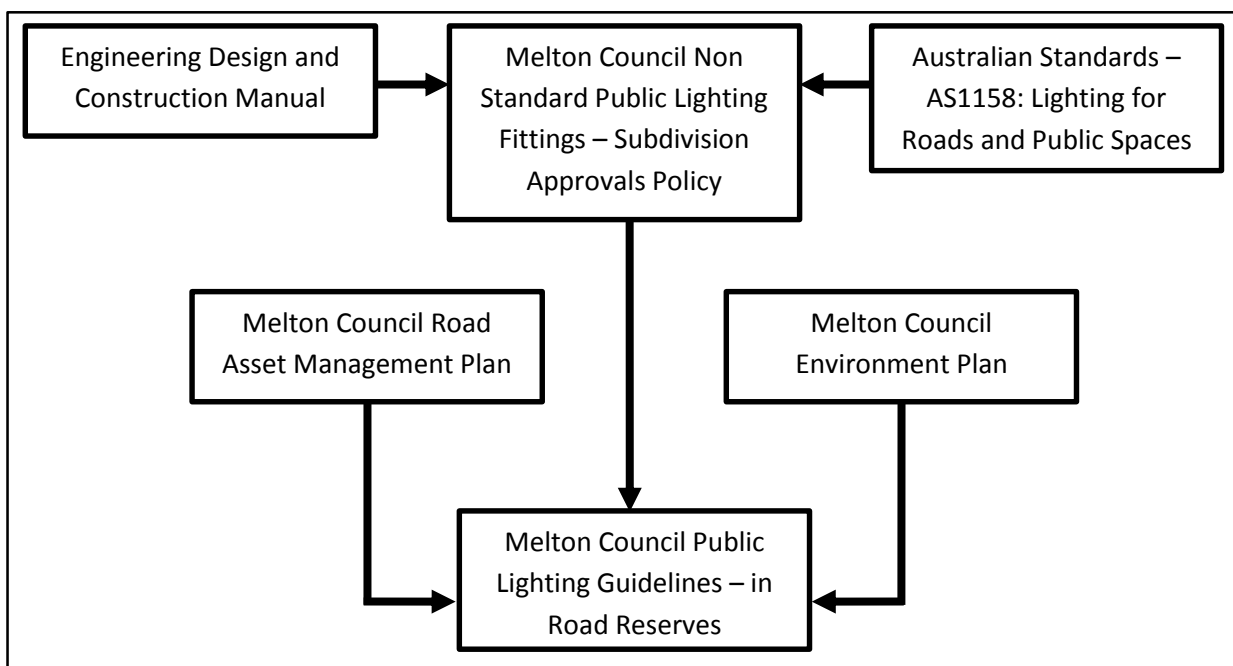 Engineering Design and
Construction Manual
Melton Council Non
Standard Public Lighting
Fittings – Subdivision
Approvals Policy
Australian Standards –
AS1158: Lighting for
Roads and Public Spaces
Melton Council Road
Asset Management Plan
Melton Council
Environment Plan
Melton Council Public
Lighting Guidelines – in
Road Reserves